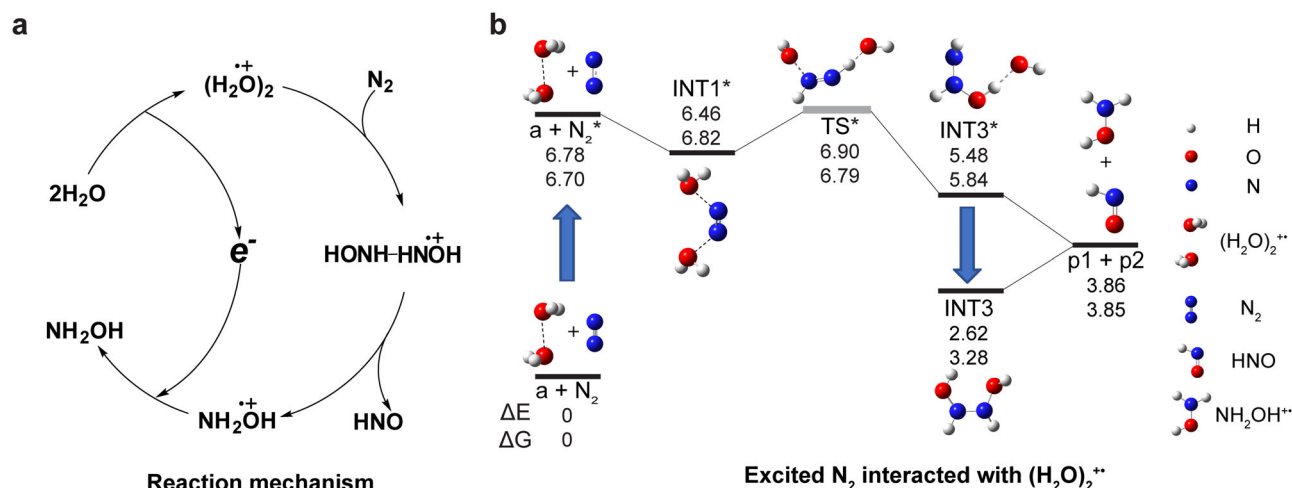 a
(H₂O)₂•+
N₂
2H₂O
e⁻
HONH–HNOH•+
NH₂OH
NH₂OH•+
HNO
Reaction mechanism
b
+
a + N₂*
6.78
6.70
INT1*
6.46
6.82
TS*
6.90
6.79
INT3*
5.48
5.84
+
p1 + p2
3.86
3.85
INT3
2.62
3.28
+
a + N₂
ΔE 0
ΔG 0
H
O
N
(H₂O)₂+•
N₂
HNO
NH₂OH+•
Excited N₂ interacted with (H₂O)₂+•